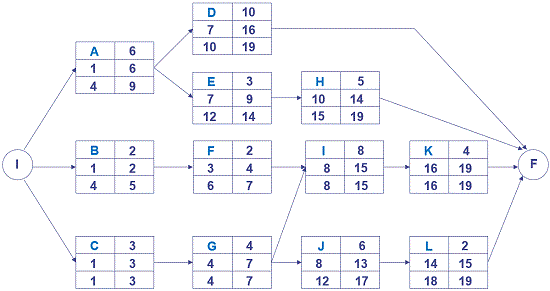 D 10
7 16
10 19
A 6
1 6
4 9
E 3
7 9
12 14
H 5
10 14
15 19
I
B 2
1 2
4 5
F 2
3 4
6 7
I 8
8 15
8 15
K 4
16 19
16 19
F
C 3
1 3
1 3
G 4
4 7
4 7
J 6
8 13
12 17
L 2
14 15
18 19